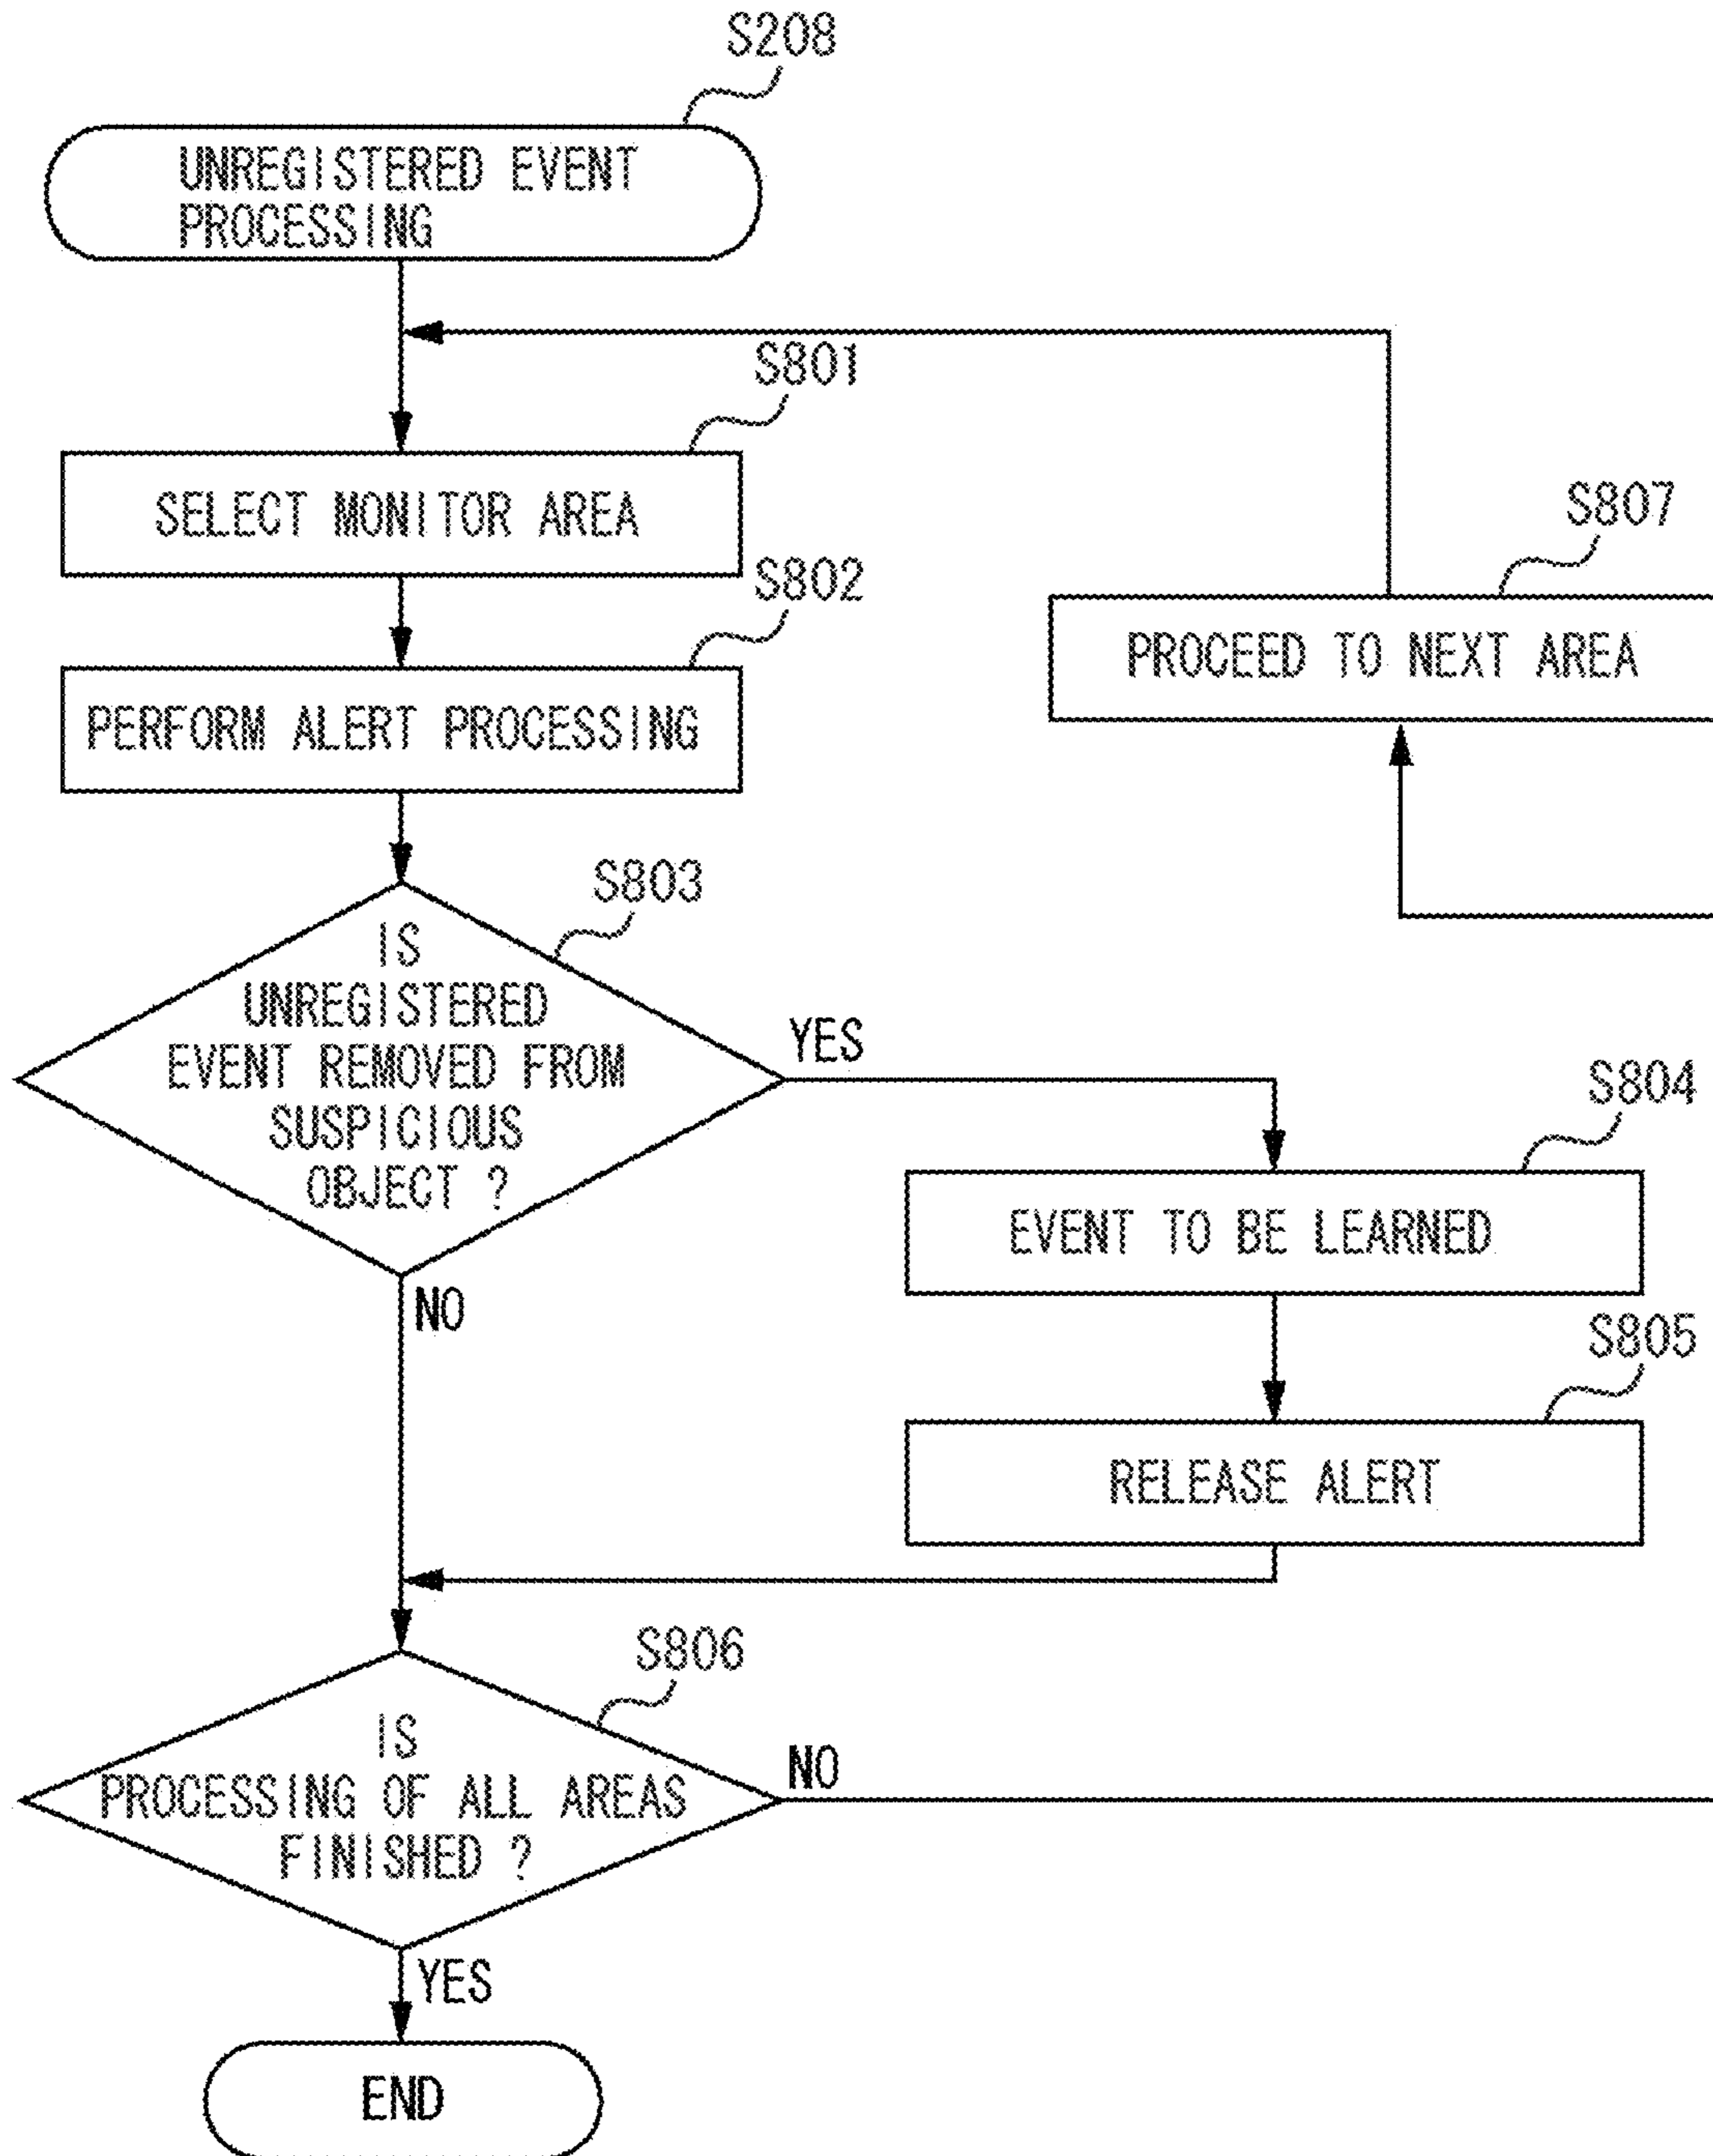 S208
UNREGISTERED EVENT
PROCESSING
S801
SELECT MONITOR AREA
S802
PERFORM ALERT PROCESSING
S807
PROCEED TO NEXT AREA
S803
IS
UNREGISTERED
EVENT REMOVED FROM
SUSPICIOUS
OBJECT ?
YES
NO
S804
EVENT TO BE LEARNED
S805
RELEASE ALERT
S806
IS
PROCESSING OF ALL AREAS
FINISHED ?
NO
YES
END